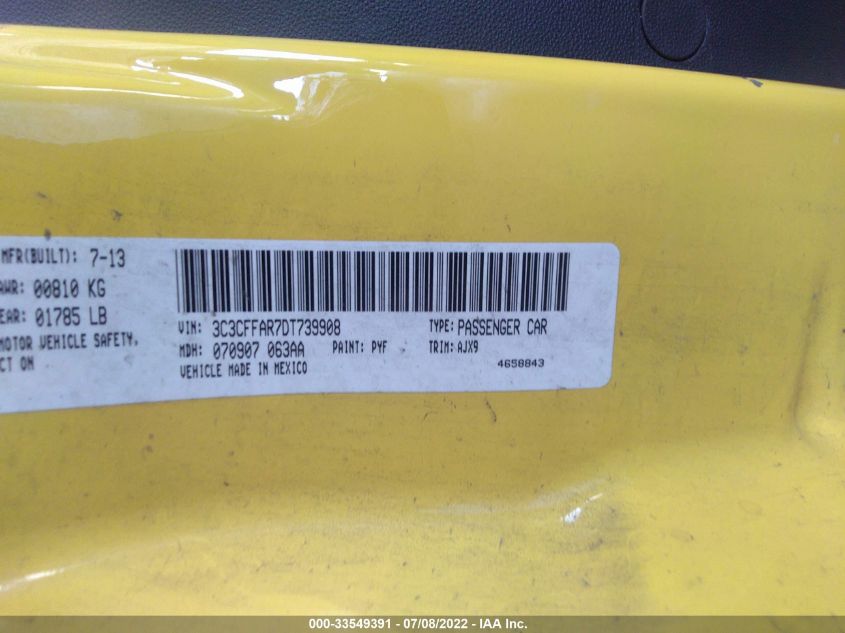 MFR(BUILT): 7-13
AWR: 00810 KG
EAR: 01785 LB
MOTOR VEHICLE SAFETY,
CT ON
VIN: 3C3CFFAR7DT739908 TYPE: PASSENGER CAR
MDH: 070907 063AA PAINT: PYF TRIM: AJX9
VEHICLE MADE IN MEXICO 4658843
000-33549391 - 07/08/2022 - IAA Inc.